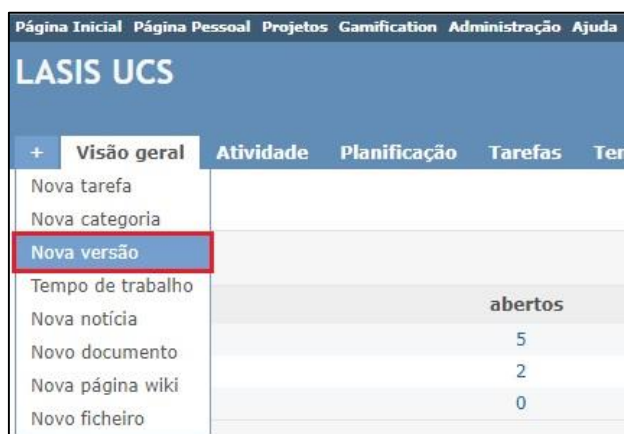 Página Inicial Página Pessoal Projetos Gamification Administração Ajuda
LASIS UCS
+ Visão geral Atividade Planificação Tarefas
Nova tarefa
Nova categoria
Nova versão
Tempo de trabalho
abertos
Nova notícia
5
Novo documento
2
Nova página wiki
0
Novo ficheiro